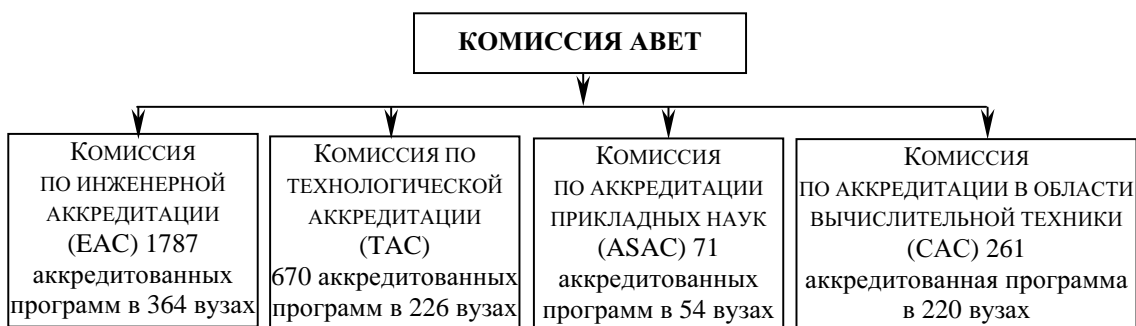 КОМИССИЯ АВЕТ
КОМИССИЯ
ПО ИНЖЕНЕРНОЙ
АККРЕДИТАЦИИ
(EAC) 1787
аккредитованных
программ в 364 вузах
КОМИССИЯ ПО
ТЕХНОЛОГИЧЕСКОЙ
АККРЕДИТАЦИИ
(TAC)
670 аккредитованных
программ в 226 вузах
КОМИССИЯ
ПО АККРЕДИТАЦИИ
ПРИКЛАДНЫХ НАУК
(ASAC) 71
аккредитованных
программ в 54 вузах
КОМИССИЯ
ПО АККРЕДИТАЦИИ В ОБЛАСТИ
ВЫЧИСЛИТЕЛЬНОЙ ТЕХНИКИ
(CAC) 261
аккредитованная программа
в 220 вузах